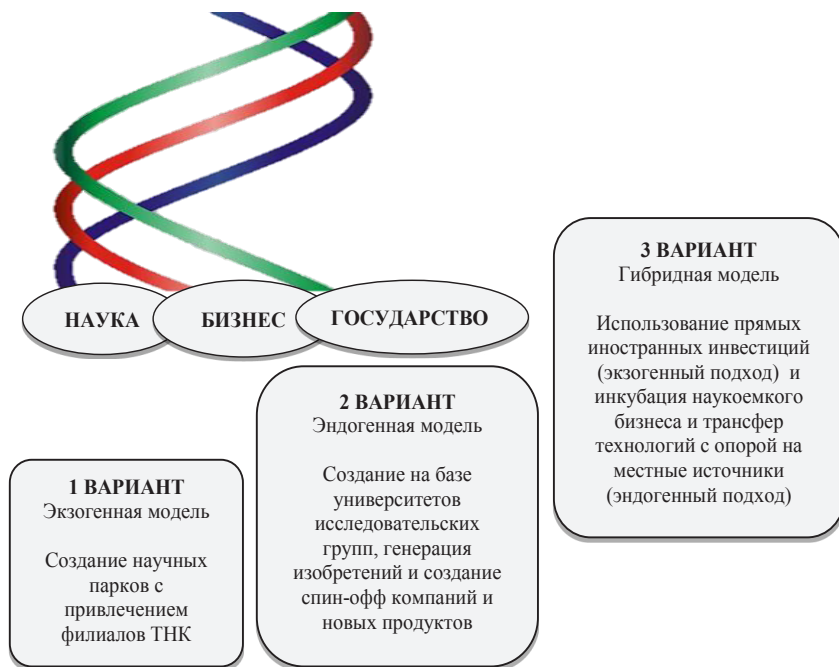 НАУКА
БИЗНЕС
ГОСУДАРСТВО
1 ВАРИАНТ
Экзогенная модель
Создание научных
парков с
привлечением
филиалов ТНК
2 ВАРИАНТ
Эндогенная модель
Создание на базе
университетов
исследовательских
групп, генерация
изобретений и создание
спин-офф компаний и
новых продуктов
3 ВАРИАНТ
Гибридная модель
Использование прямых
иностранных инвестиций
(экзогенный подход) и
инкубация наукоемкого
бизнеса и трансфер
технологий с опорой на
местные источники
(эндогенный подход)